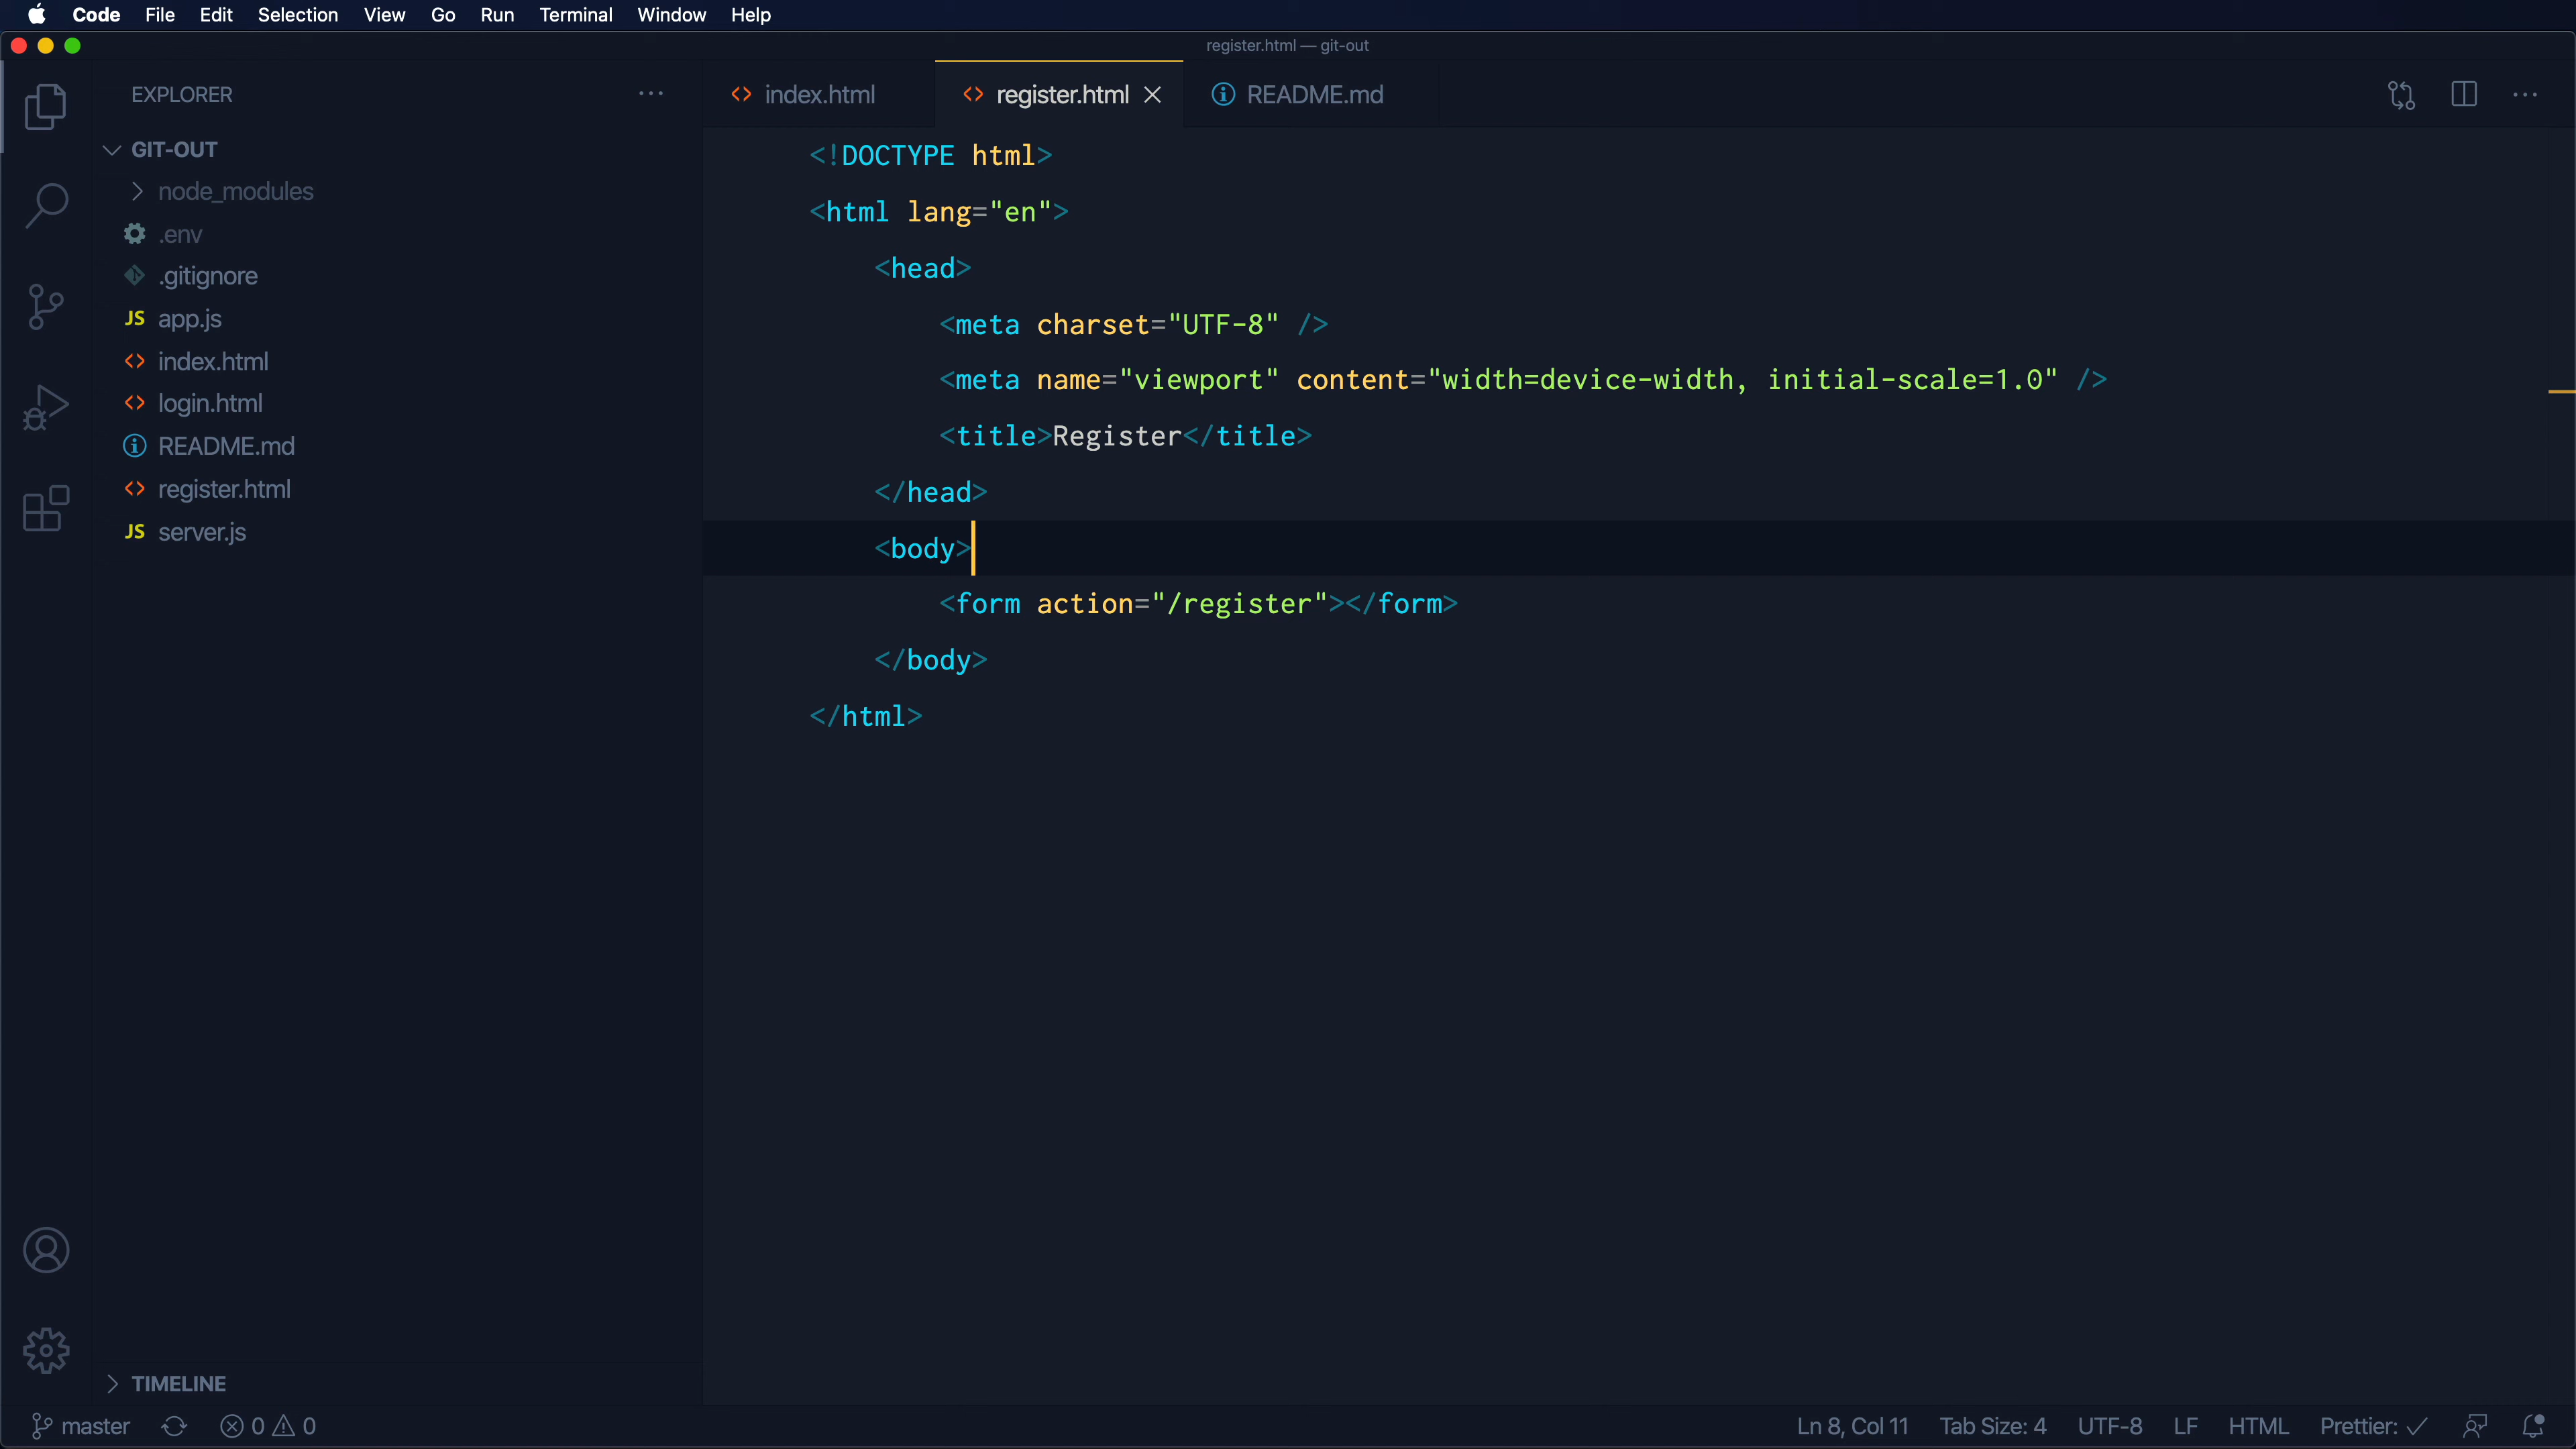 Code File Edit Selection View Go Run Terminal Window Help
register.html — git-out
EXPLORER
GIT-OUT
node_modules
.env
.gitignore
JS app.js
index.html
login.html
README.md
register.html
JS server.js
TIMELINE
index.html register.html README.md
<!DOCTYPE html>
<html lang="en">
<head>
<meta charset="UTF-8" />
<meta name="viewport" content="width=device-width, initial-scale=1.0" />
<title>Register</title>
</head>
<body>
<form action="/register"></form>
</body>
</html>
master 0 0 Ln 8, Col 11 Tab Size: 4 UTF-8 LF HTML Prettier: ✓